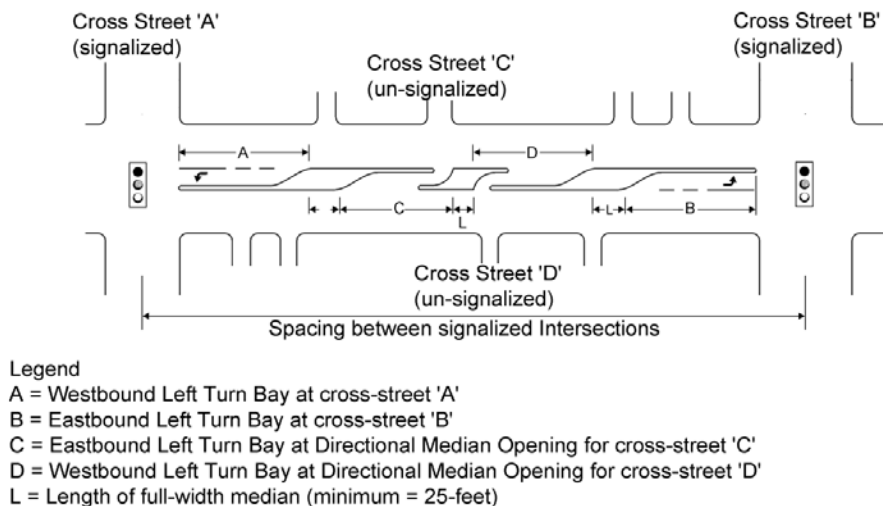 Cross Street 'A'
(signalized)
Cross Street 'B'
(signalized)
Cross Street 'C'
(un-signalized)
A
D
C
L
L
B
Cross Street 'D'
(un-signalized)
Spacing between signalized Intersections
Legend
A = Westbound Left Turn Bay at cross-street 'A'
B = Eastbound Left Turn Bay at cross-street 'B'
C = Eastbound Left Turn Bay at Directional Median Opening for cross-street 'C'
D = Westbound Left Turn Bay at Directional Median Opening for cross-street 'D'
L = Length of full-width median (minimum = 25-feet)